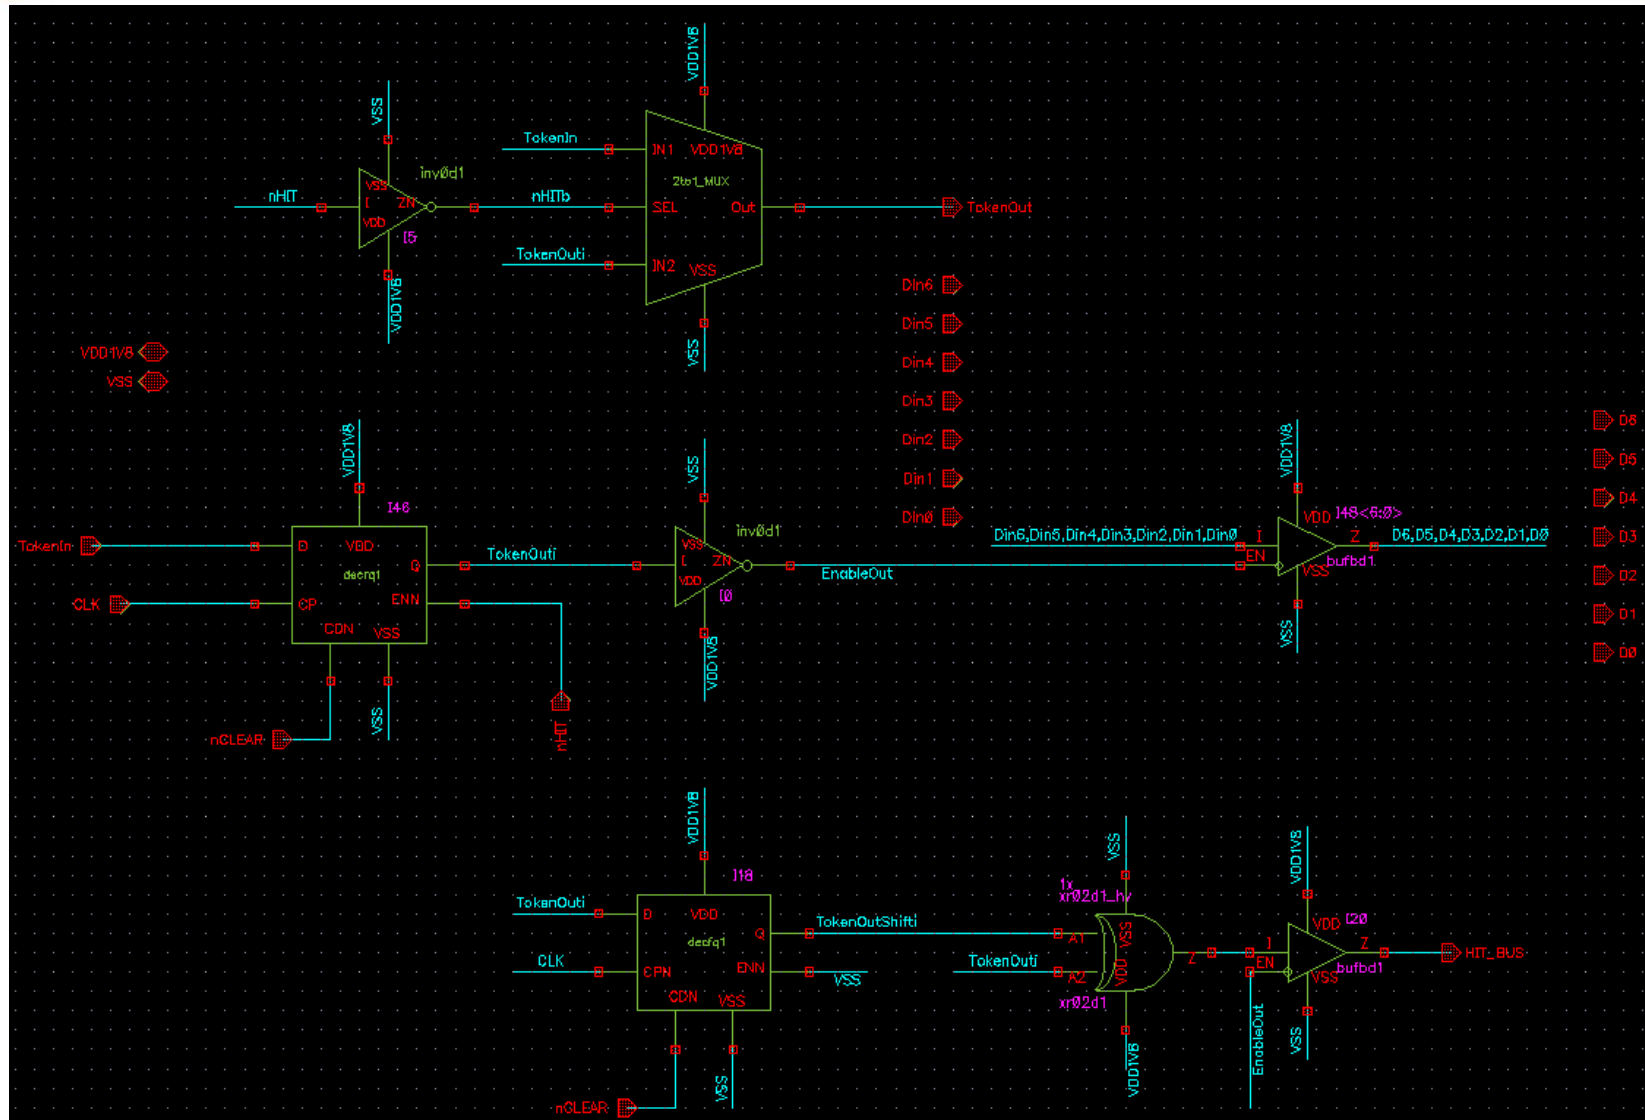 VDD1V8
VSS
inv0d1
TokenIn
IN1 VDD1V8
2to1_MUX
nHIT
VSS
I ZN
VDD
I5
nHITb
SEL Out
TokenOut
TokenOuti
IN2 VSS
VDD1V8
VSS
Din6
Din5
Din4
Din3
Din2
Din1
Din0
VDD1V8
VSS
VDD1V8
I46
TokenIn
D VDD
decrq1
Q
CLK
CP ENN
CDN VSS
nCLEAR
VSS
nHIT
TokenOuti
VSS
inv0d1
VSS
I ZN
VDD
I0
VDD1V8
EnableOut
VDD1V8
Din6,Din5,Din4,Din3,Din2,Din1,Din0
VDD I48<6:0>
I Z
EN
VSS bufbd1
D6,D5,D4,D3,D2,D1,D0
VSS
D6
D5
D4
D3
D2
D1
D0
VDD1V8
I18
TokenOuti
D VDD
decfq1
Q
CLK
CPN ENN
CDN VSS
nCLEAR
VSS
TokenOutShifti
VSS
VSS
1x
xr02d1_hv
A1 VSS
TokenOuti
A2 VDD
Z
xr02d1
VDD1V8
VDD1V8
VDD I20
I Z
EN
VSS bufbd1
EnableOut
VSS
HIT_BUS